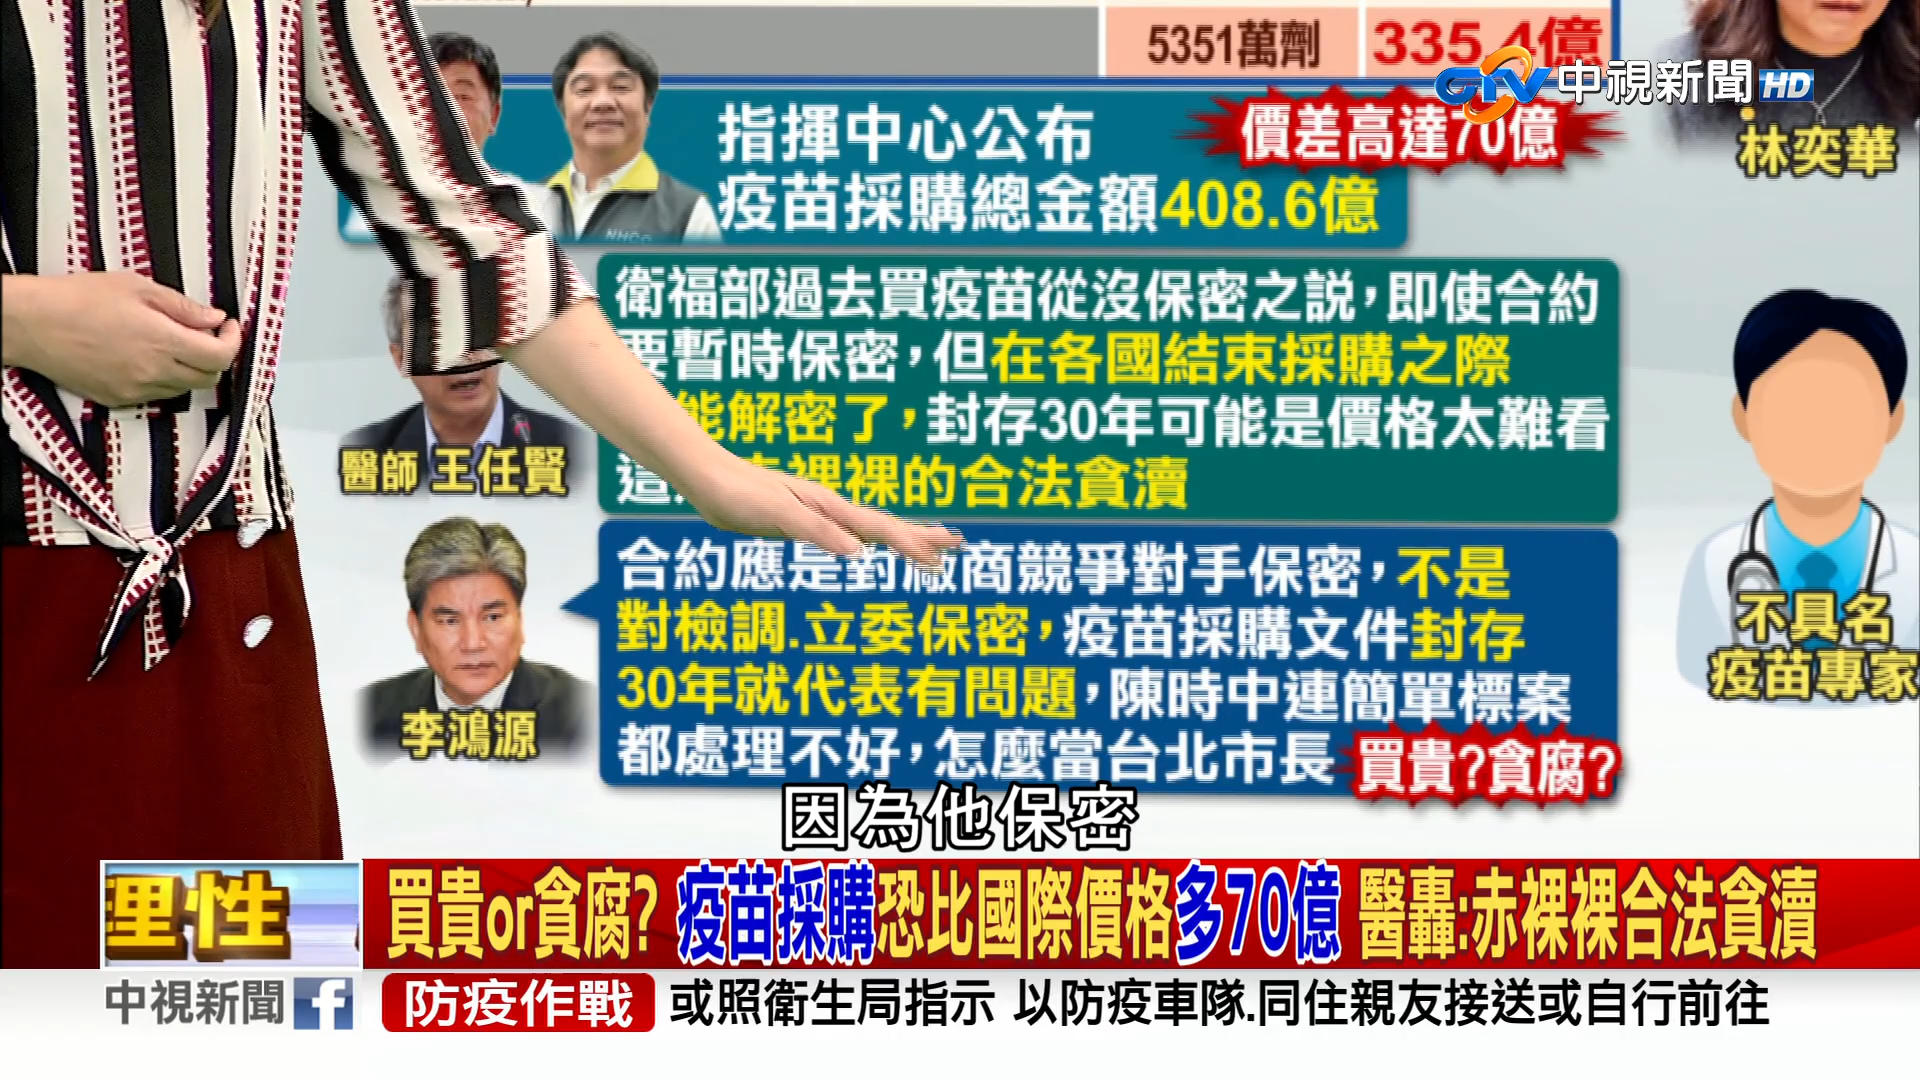 5351萬劑
335.4億
中視新聞HD
指揮中心公布
疫苗採購總金額408.6億
價差高達70億
林奕華
衛福部過去買疫苗從沒保密之說，即使合約
要暫時保密，但在各國結束採購之際
能解密了，封存30年可能是價格太難看
這 裸裸的合法貪瀆
醫師 王任賢
合約應是對廠商競爭對手保密，不是
對檢調.立委保密，疫苗採購文件封存
30年就代表有問題，陳時中連簡單標案
都處理不好，怎麼當台北市長
買貴?貪腐?
李鴻源
不具名
疫苗專家
因為他保密
理性
買貴or貪腐? 疫苗採購恐比國際價格多70億 醫轟:赤裸裸合法貪瀆
中視新聞
防疫作戰
或照衛生局指示 以防疫車隊.同住親友接送或自行前往